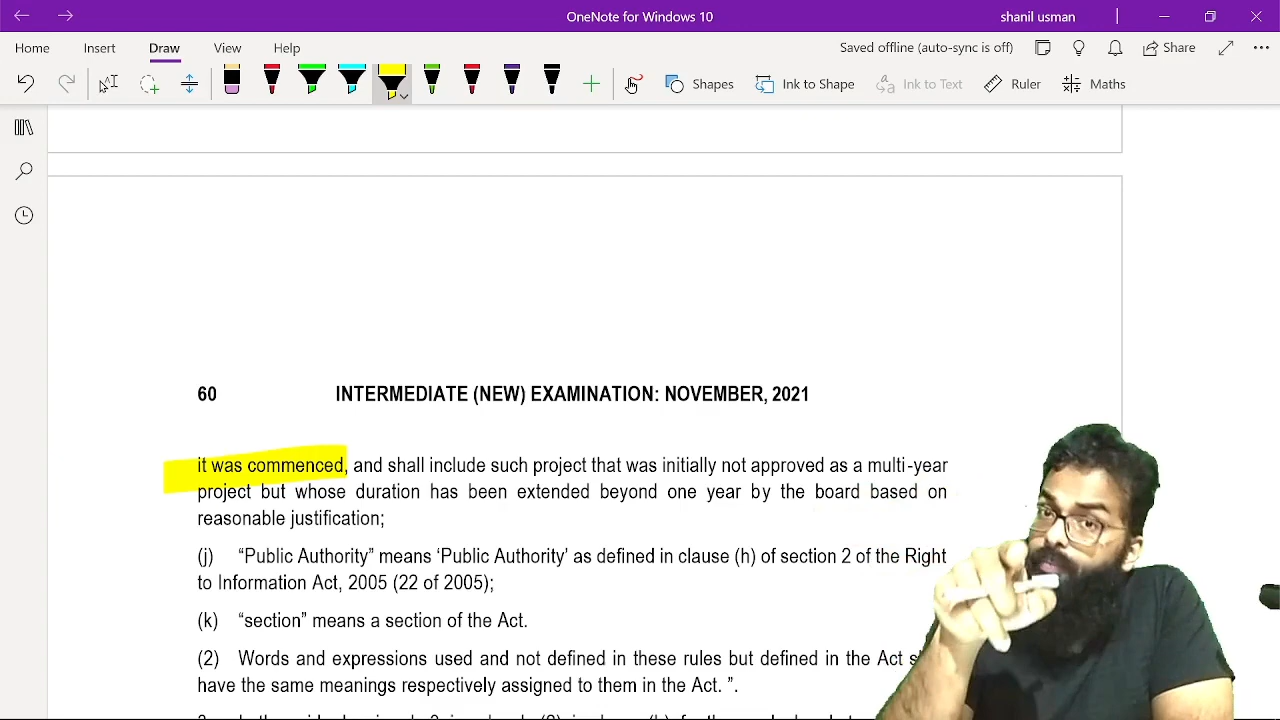 OneNote for Windows 10
shanil usman
Home Insert Draw View Help
Saved offline (auto-sync is off)
Share
Shapes Ink to Shape Ink to Text Ruler Maths
60 INTERMEDIATE (NEW) EXAMINATION: NOVEMBER, 2021
it was commenced, and shall include such project that was initially not approved as a multi-year
project but whose duration has been extended beyond one year by the board based on
reasonable justification;
(j) “Public Authority” means ‘Public Authority’ as defined in clause (h) of section 2 of the Right
to Information Act, 2005 (22 of 2005);
(k) “section” means a section of the Act.
(2) Words and expressions used and not defined in these rules but defined in the Act
have the same meanings respectively assigned to them in the Act. ”.